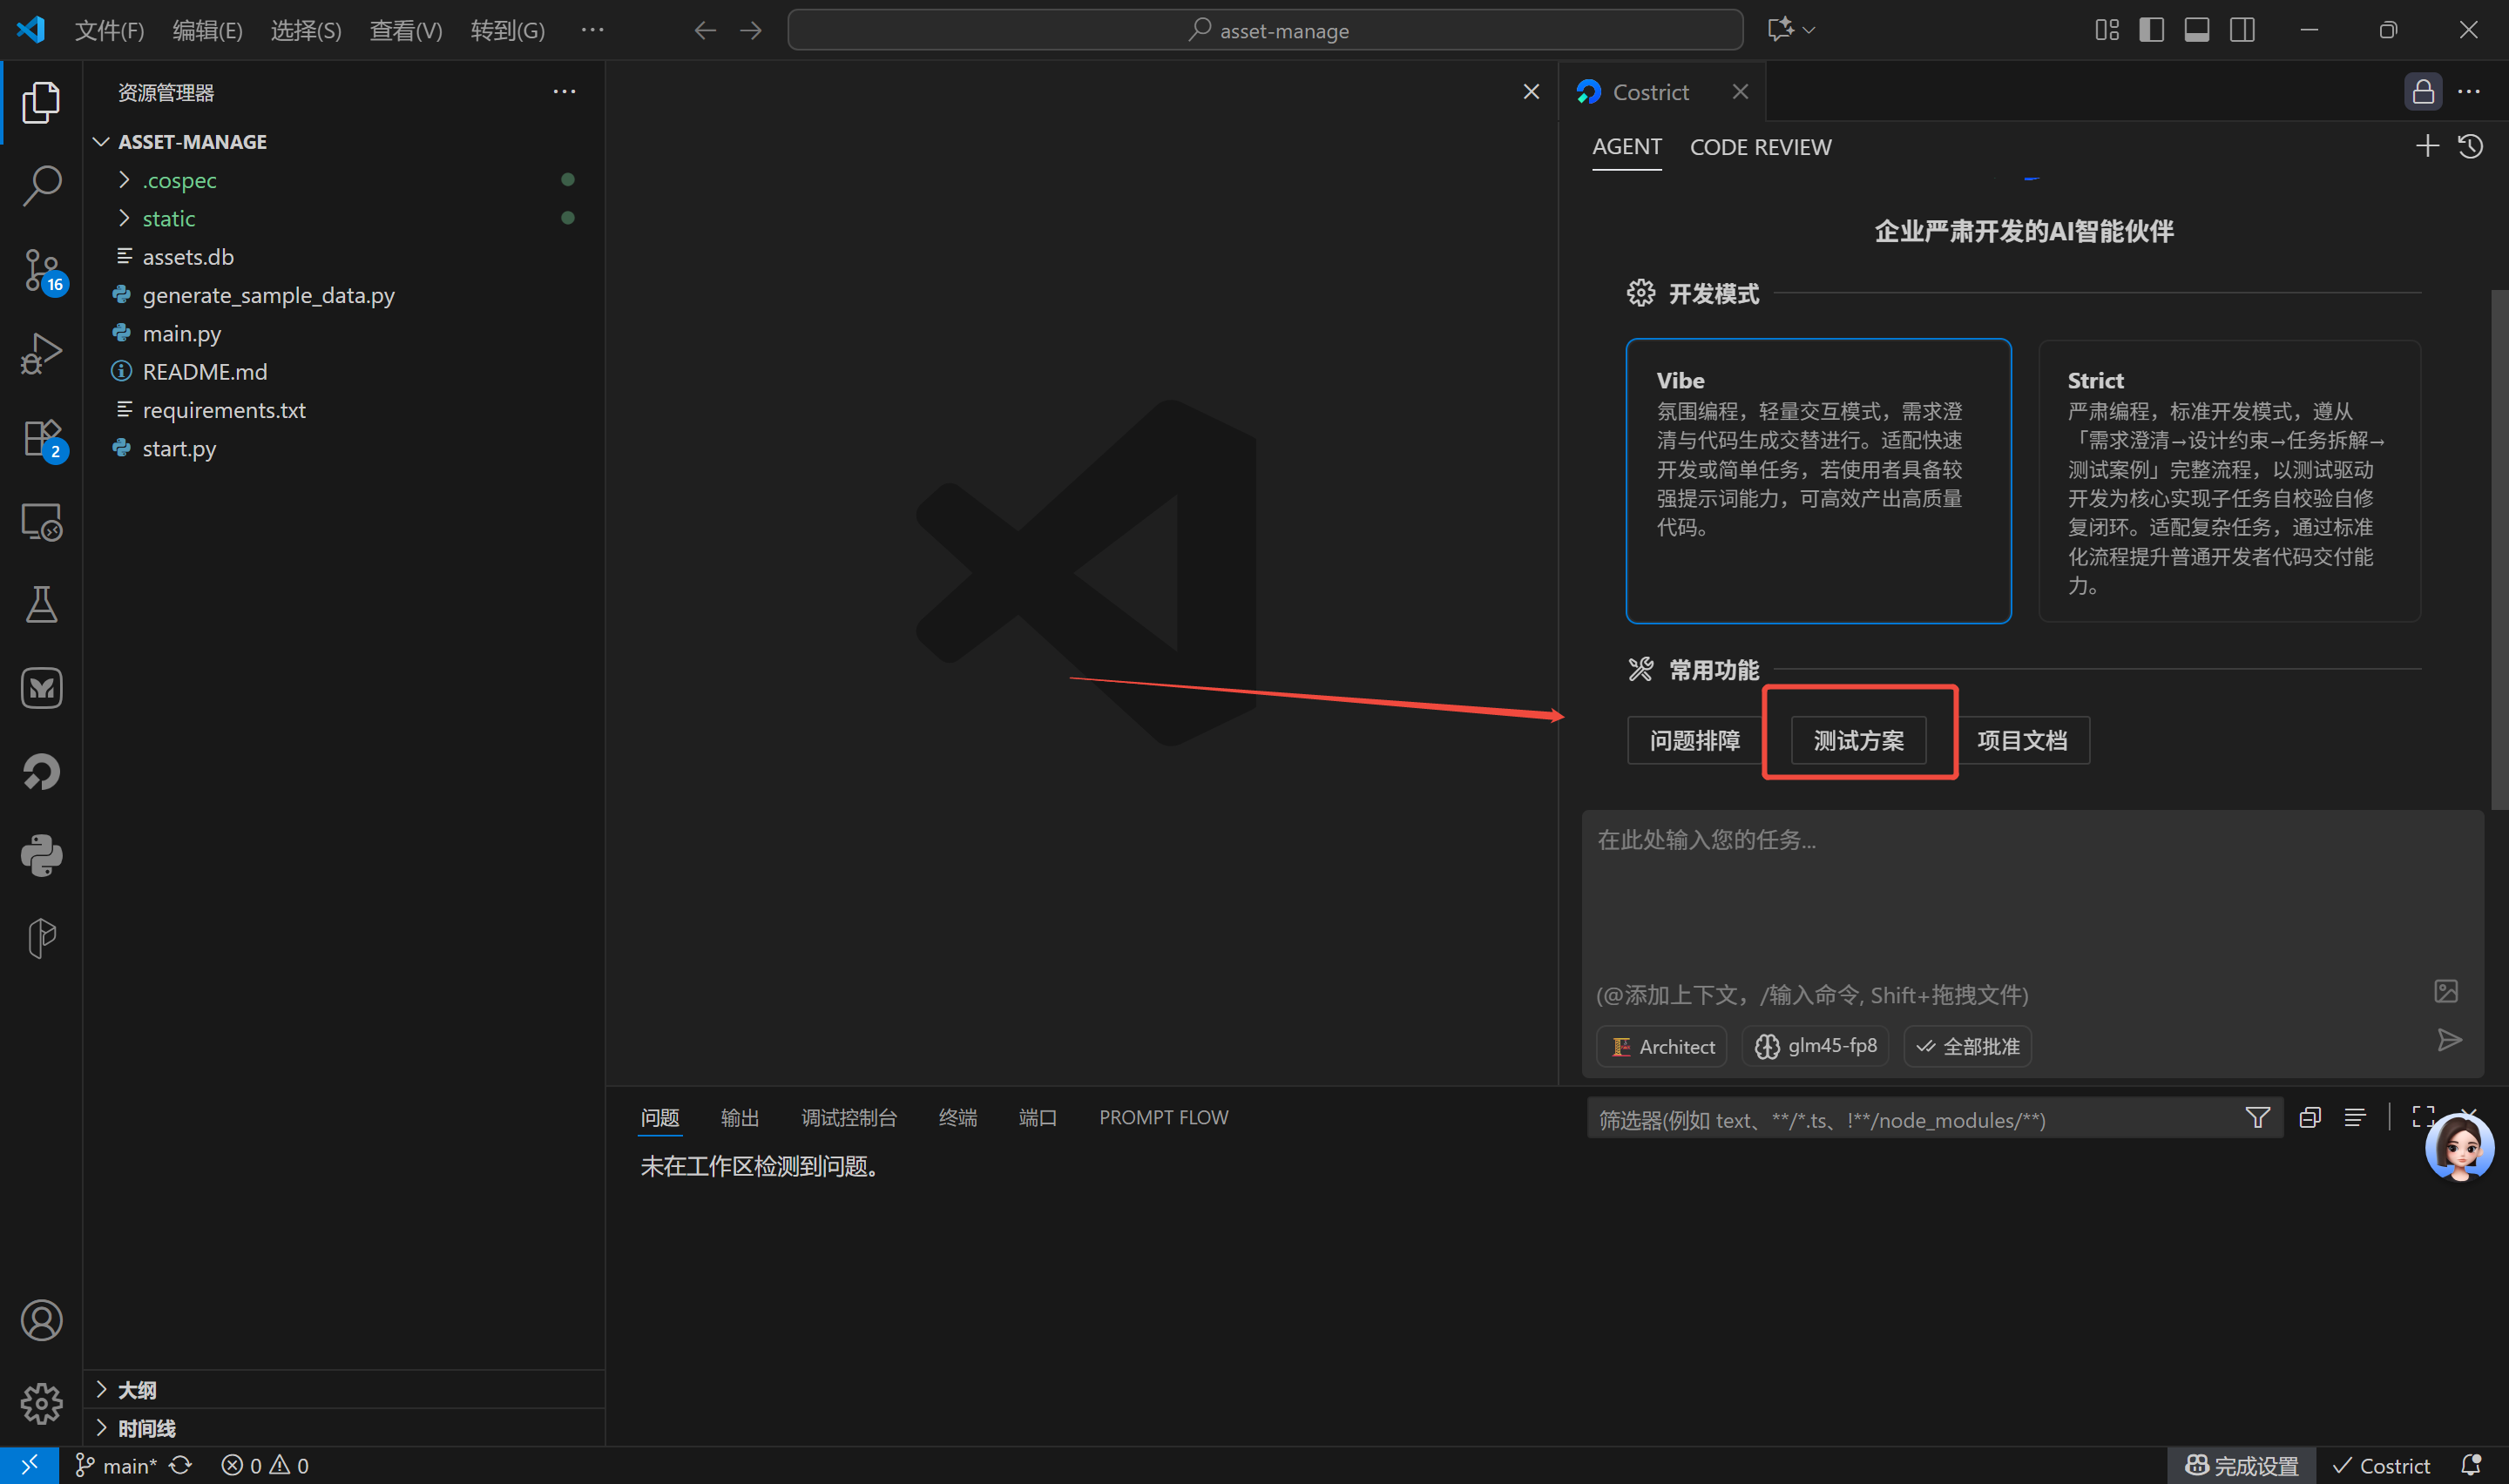 文件(F) 编辑(E) 选择(S) 查看(V) 转到(G) ··· asset-manage
资源管理器 ···
ASSET-MANAGE
.cospec
static
assets.db
generate_sample_data.py
main.py
README.md
requirements.txt
start.py
16
2
大纲
时间线
Costrict
AGENT CODE REVIEW
企业严肃开发的AI智能伙伴
开发模式
Vibe
氛围编程，轻量交互模式，需求澄
清与代码生成交替进行。适配快速
开发或简单任务，若使用者具备较
强提示词能力，可高效产出高质量
代码。
Strict
严肃编程，标准开发模式，遵从
「需求澄清→设计约束→任务拆解→
测试案例」完整流程，以测试驱动
开发为核心实现子任务自校验自修
复闭环。适配复杂任务，通过标准
化流程提升普通开发者代码交付能
力。
常用功能
问题排障 测试方案 项目文档
在此处输入您的任务...
(@添加上下文，/输入命令, Shift+拖拽文件)
Architect glm45-fp8 全部批准
问题 输出 调试控制台 终端 端口 PROMPT FLOW 筛选器(例如 text、**/*.ts、!**/node_modules/**)
未在工作区检测到问题。
main* 0 0 完成设置 Costrict